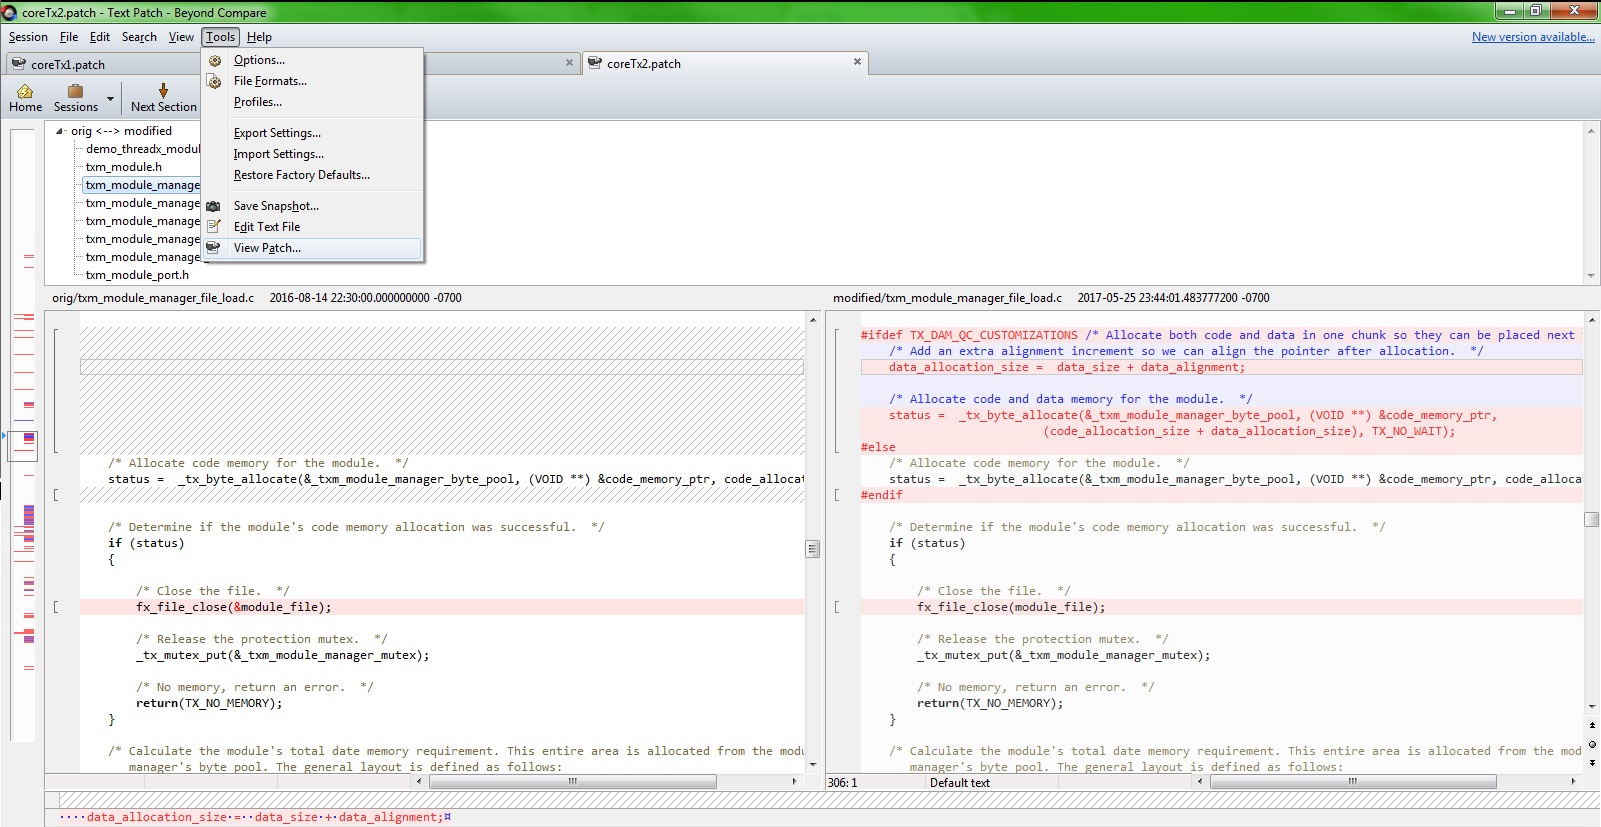 coreTx2.patch - Text Patch - Beyond Compare
Session File Edit Search View Tools Help
New version available...
coreTx1.patch
coreTx2.patch
Home
Sessions
Next Section
Options...
File Formats...
Profiles...
Export Settings...
Import Settings...
Restore Factory Defaults...
Save Snapshot...
Edit Text File
View Patch...
orig <--> modified
demo_threadx_modul
txm_module.h
txm_module_manage
txm_module_manage
txm_module_manage
txm_module_manage
txm_module_manage
txm_module_port.h
orig/txm_module_manager_file_load.c 2016-08-14 22:30:00.000000000 -0700
/* Allocate code memory for the module. */
status = _tx_byte_allocate(&_txm_module_manager_byte_pool, (VOID **) &code_memory_ptr, code_allocat
/* Determine if the module's code memory allocation was successful. */
if (status)
{
/* Close the file. */
fx_file_close(&module_file);
/* Release the protection mutex. */
_tx_mutex_put(&_txm_module_manager_mutex);
/* No memory, return an error. */
return(TX_NO_MEMORY);
}
/* Calculate the module's total date memory requirement. This entire area is allocated from the modu
manager's byte pool. The general layout is defined as follows:
modified/txm_module_manager_file_load.c 2017-05-25 23:44:01.483777200 -0700
#ifdef TX_DAM_QC_CUSTOMIZATIONS /* Allocate both code and data in one chunk so they can be placed next
/* Add an extra alignment increment so we can align the pointer after allocation. */
data_allocation_size = data_size + data_alignment;
/* Allocate code and data memory for the module. */
status = _tx_byte_allocate(&_txm_module_manager_byte_pool, (VOID **) &code_memory_ptr,
(code_allocation_size + data_allocation_size), TX_NO_WAIT);
#else
/* Allocate code memory for the module. */
status = _tx_byte_allocate(&_txm_module_manager_byte_pool, (VOID **) &code_memory_ptr, code_allocat
#endif
/* Determine if the module's code memory allocation was successful. */
if (status)
{
/* Close the file. */
fx_file_close(module_file);
/* Release the protection mutex. */
_tx_mutex_put(&_txm_module_manager_mutex);
/* No memory, return an error. */
return(TX_NO_MEMORY);
}
/* Calculate the module's total date memory requirement. This entire area is allocated from the mod
manager's byte pool. The general layout is defined as follows:
306: 1 Default text
····data_allocation_size·=··data_size·+·data_alignment;¤